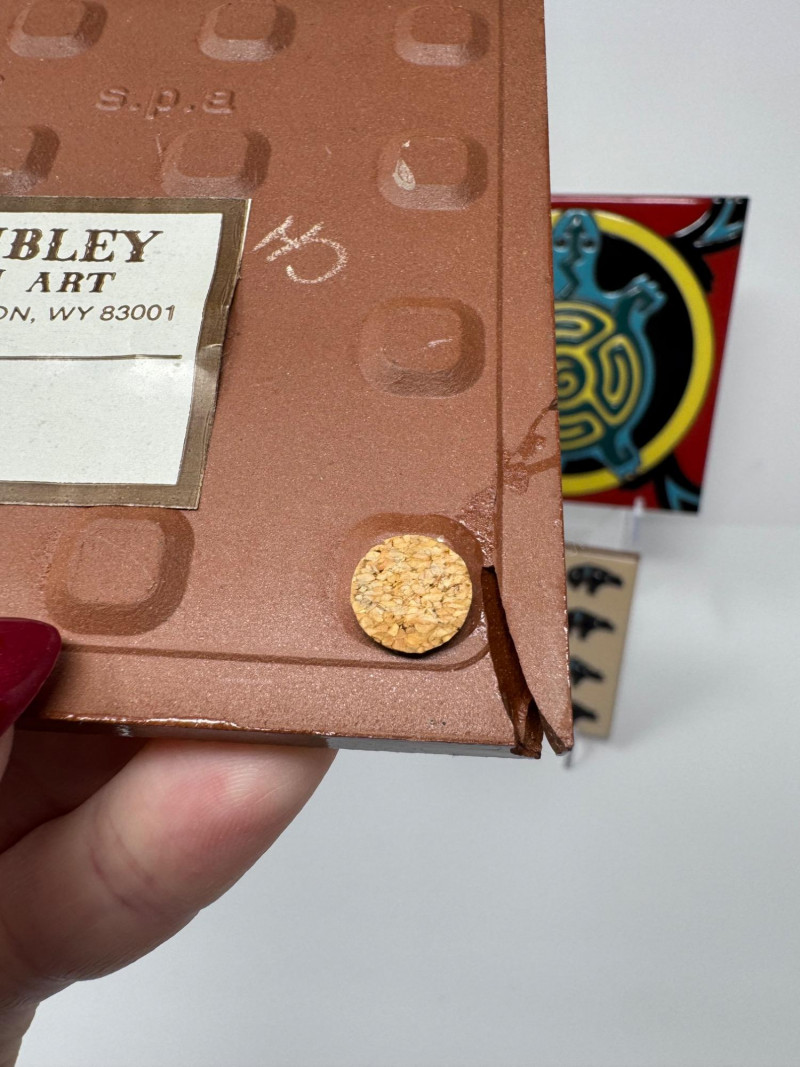 s.p.a
BLEY
ART
ON, WY 83001